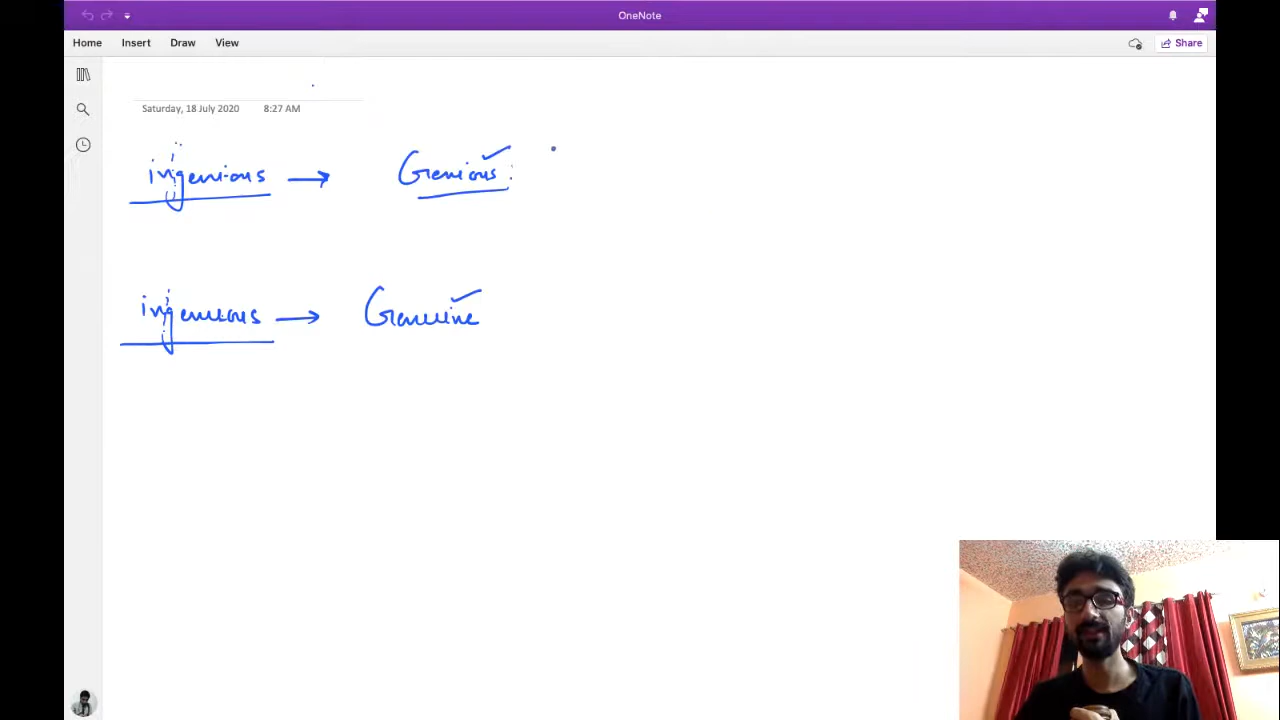 OneNote
Home Insert Draw View Share
Saturday, 18 July 2020 8:27 AM
ingenious → Genious:
ingenuous → Genuine